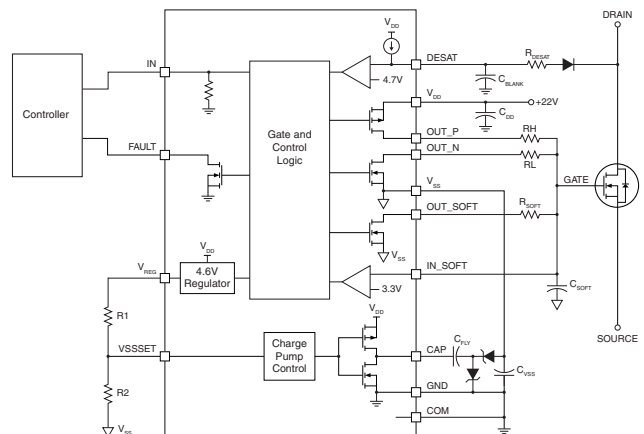 DRAIN
V_DD
IN
DESAT
R_DESAT
4.7V
C_BLANK
Controller
V_DD
+22V
C_DD
Gate and
Control
Logic
OUT_P
RH
OUT_N
RL
FAULT
GATE
V_SS
OUT_SOFT
R_SOFT
V_DD
V_SS
V_REG
4.6V
Regulator
IN_SOFT
3.3V
C_SOFT
R1
V_DD
SOURCE
VSSSET
Charge
Pump
Control
CAP
C_FLY
C_VSS
R2
GND
COM
V_SS